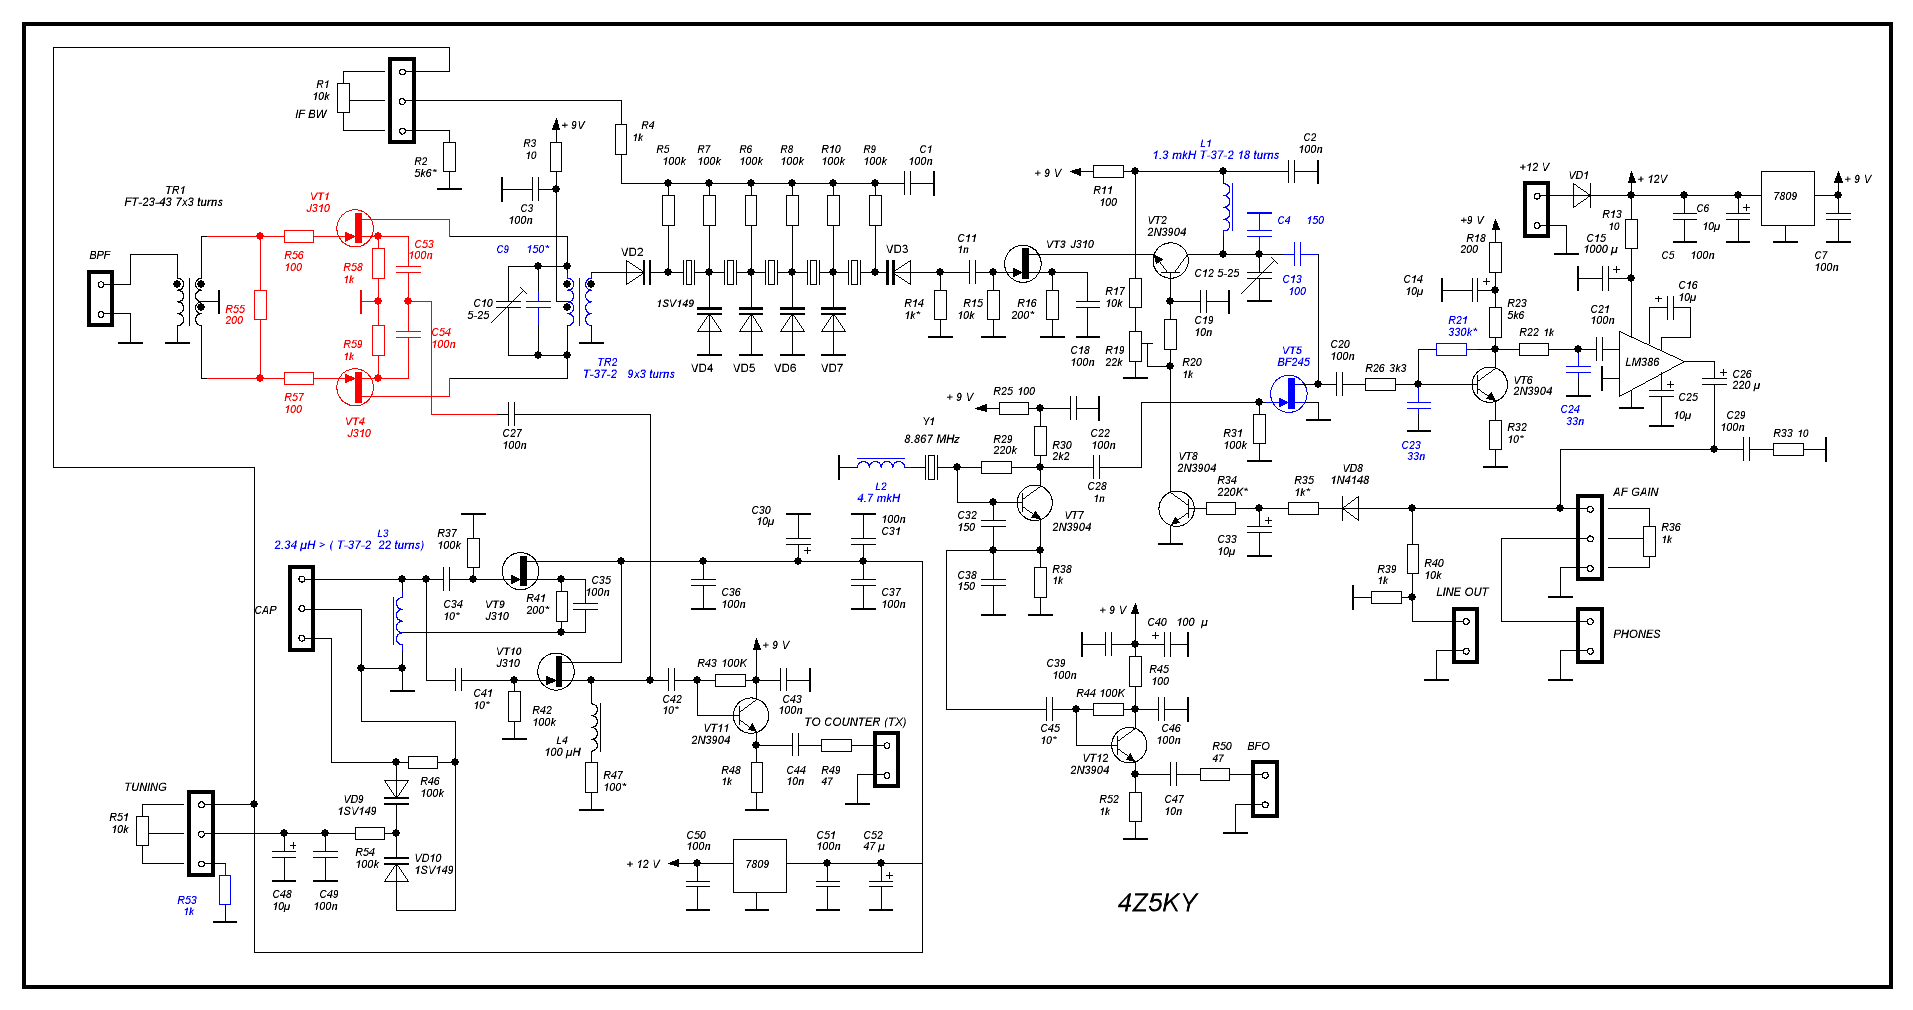 R1
10k
IF BW
R2
5k6*
+ 9V
R3
10
C3
100n
R4
1k
R5
100k
R7
100k
R6
100k
R8
100k
R10
100k
R9
100k
C1
100n
TR1
FT-23-43 7x3 turns
BPF
VT1
J310
R56
100
R55
200
R58
1k
C53
100n
R59
1k
C54
100n
R57
100
VT4
J310
C9 150*
C10
5-25
TR2
T-37-2 9x3 turns
C27
100n
VD2
1SV149
VD4
VD5
VD6
VD7
VD3
C11
1n
R14
1k*
R15
10k
VT3 J310
R16
200*
C18
100n
+ 9 V
R11
100
L1
1.3 mkH T-37-2 18 turns
C2
100n
VT2
2N3904
C4 150
C12 5-25
C13
100
R17
10k
C19
10n
R19
22k
R20
1k
VT5
BF245
C20
100n
R26 3k3
R31
100k
+12 V
VD1
+ 12V
R13
10
C6
10µ
C5 100n
7809
+ 9 V
C7
100n
C15
1000 µ
+
+9 V
R18
200
C14
10µ
+
R23
5k6
R21
330k*
R22 1k
C21
100n
C16
10µ
+
LM386
C25
10µ
+
C26
220 µ
+
C24
33n
C23
33n
VT6
2N3904
R32
10*
C29
100n
R33 10
+ 9 V
R25 100
C22
100n
Y1
8.867 MHz
L2
4.7 mkH
R29
220k
R30
2k2
C28
1n
VT7
2N3904
C32
150
C38
150
R38
1k
VT8
2N3904
R34
220K*
C33
10µ
+
R35
1k*
VD8
1N4148
R39
1k
R40
10k
LINE OUT
AF GAIN
R36
1k
PHONES
L3
2.34 µH > ( T-37-2 22 turns)
CAP
R37
100k
C34
10*
VT9
J310
R41
200*
C35
100n
C36
100n
C30
10µ
+
100n
C31
C37
100n
VT10
J310
C41
10*
R42
100k
L4
100 µH
R47
100*
C42
10*
R43 100K
+ 9 V
C43
100n
VT11
2N3904
TO COUNTER (TX)
R48
1k
C44
10n
R49
47
+ 9 V
C40 100 µ
+
C39
100n
R45
100
R44 100K
C45
10*
C46
100n
VT12
2N3904
C47
10n
R50
47
BFO
R52
1k
TUNING
R51
10k
R53
1k
C48
10µ
+
C49
100n
R54
100k
VD9
1SV149
VD10
1SV149
R46
100k
+ 12 V
C50
100n
7809
C51
100n
C52
47 µ
+
4Z5KY